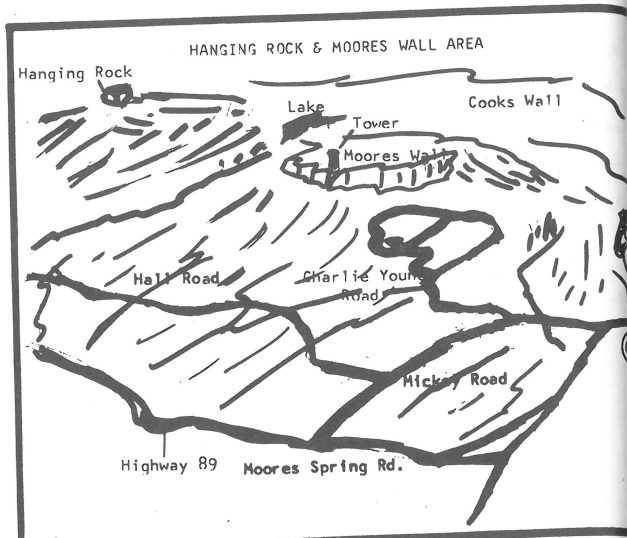 HANGING ROCK & MOORES WALL AREA
Hanging Rock
Cooks Wall
Lake
Tower
Moores Wall
Hall Road
Charlie Young
Road
Mickey Road
Highway 89
Moores Spring Rd.